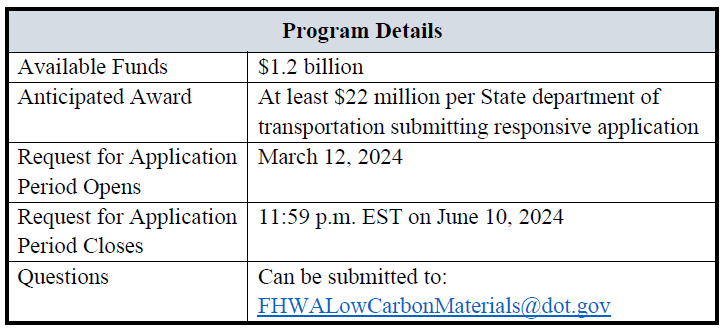 Program Details
Available Funds $1.2 billion
Anticipated Award At least $22 million per State department of
transportation submitting responsive application
Request for Application March 12, 2024
Period Opens
Request for Application 11:59 p.m. EST on June 10, 2024
Period Closes
Questions Can be submitted to:
FHWALowCarbonMaterials@dot.gov